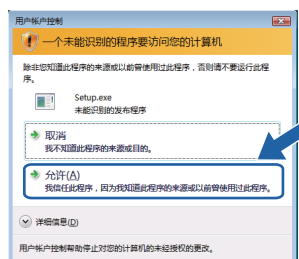 用户帐户控制
一个未能识别的程序要访问您的计算机
除非您知道此程序的来源或以前曾使用过此程序，否则请不要运行此程
序。
Setup.exe
未能识别的发布程序
取消
我不知道此程序的来源或目的。
允许(A)
我信任此程序，因为我知道此程序的来源或以前曾使用过此程序。
详细信息(D)
用户帐户控制帮助停止对您的计算机的未经授权的更改。